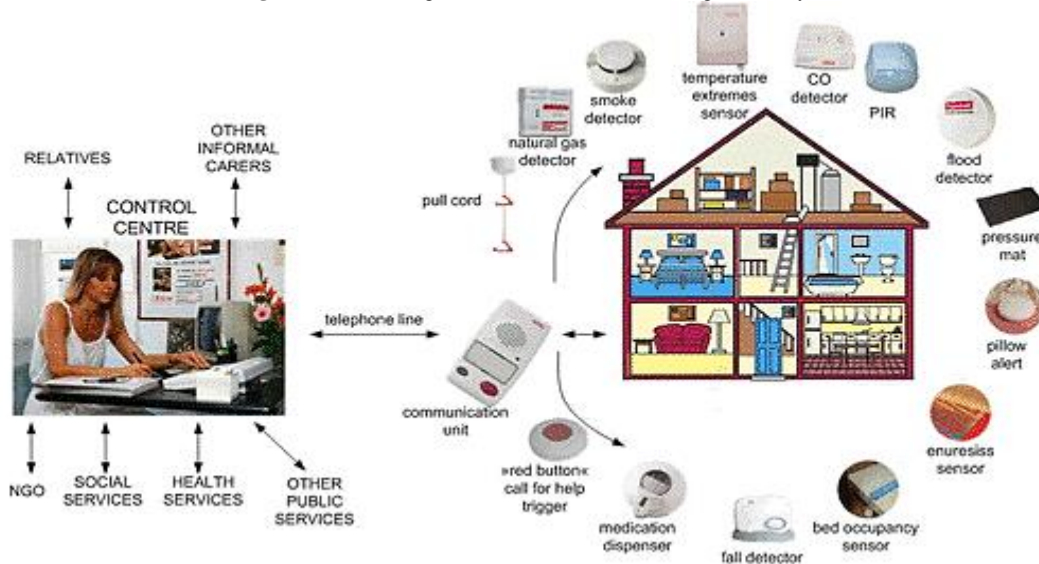 RELATIVES
OTHER
INFORMAL
CARERS
CONTROL
CENTRE
NGO
SOCIAL
SERVICES
HEALTH
SERVICES
OTHER
PUBLIC
SERVICES
telephone line
communication
unit
pull cord
natural gas
detector
smoke
detector
temperature
extremes
sensor
CO
detector
PIR
flood
detector
pressure
mat
pillow
alert
enuresiss
sensor
bed occupancy
sensor
fall detector
medication
dispenser
»red button«
call for help
trigger